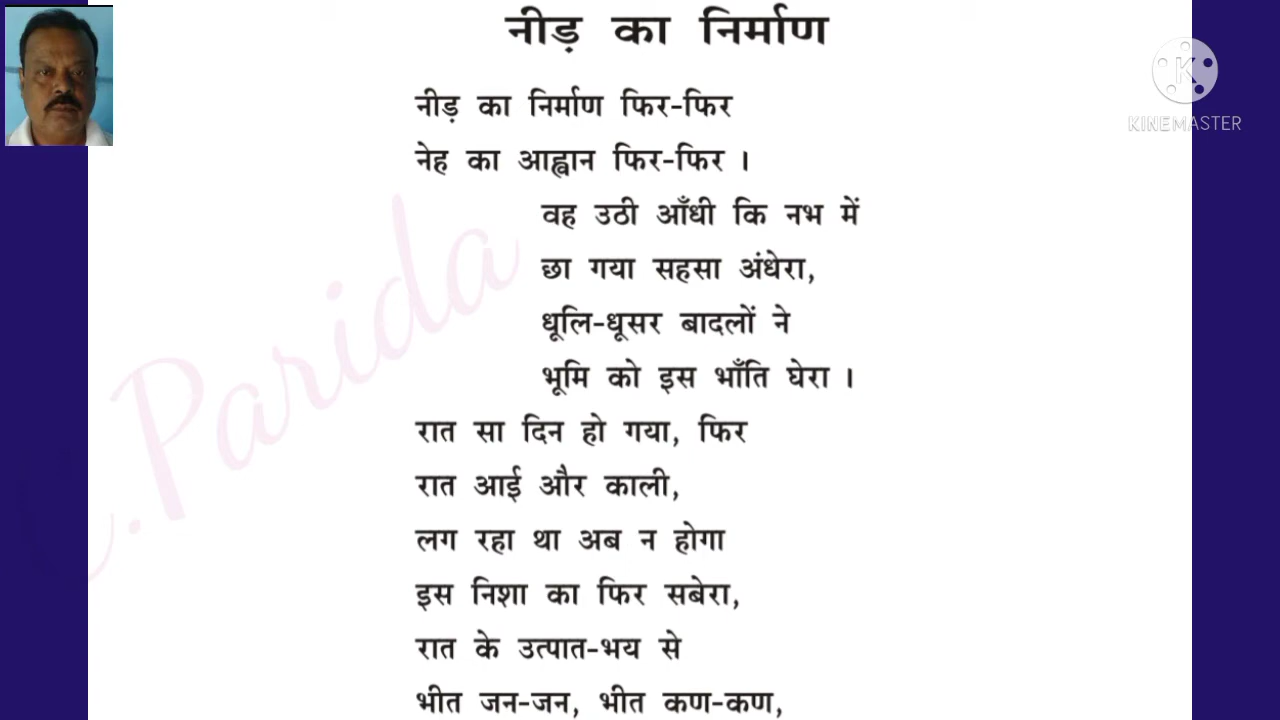 नीड़ का निर्माण
KINEMASTER
नीड़ का निर्माण फिर-फिर
नेह का आह्वान फिर-फिर ।
वह उठी आँधी कि नभ में
छा गया सहसा अंधेरा,
धूलि-धूसर बादलों ने
भूमि को इस भाँति घेरा ।
रात सा दिन हो गया, फिर
रात आई और काली,
लग रहा था अब न होगा
इस निशा का फिर सबेरा,
रात के उत्पात-भय से
भीत जन-जन, भीत कण-कण,
.Parida